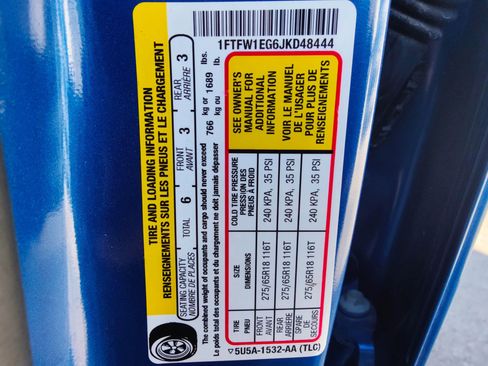 1FTFW1EG6JKD48444
TIRE AND LOADING INFORMATION
RENSEIGNEMENTS SUR LES PNEUS ET LE CHARGEMENT
SEATING CAPACITY
NOMBRE DE PLACES
TOTAL 6
FRONT
AVANT 3
REAR
ARRIÈRE 3
The combined weight of occupants and cargo should never exceed
Le poids total des occupants et du chargement ne doit jamais dépasser
766 kg or 1689 lbs.
kg ou lbs.
TIRE
PNEU
SIZE
DIMENSIONS
COLD TIRE PRESSURE
PRESSION DES
PNEUS À FROID
FRONT
AVANT
275/65R18 116T
240 KPA, 35 PSI
REAR
ARRIÈRE
275/65R18 116T
240 KPA, 35 PSI
SPARE
DE
SECOURS
275/65R18 116T
240 KPA, 35 PSI
SEE OWNER'S
MANUAL FOR
ADDITIONAL
INFORMATION
VOIR LE MANUEL
DE L'USAGER
POUR PLUS DE
RENSEIGNEMENTS
▽5U5A-1532-AA (TLC)